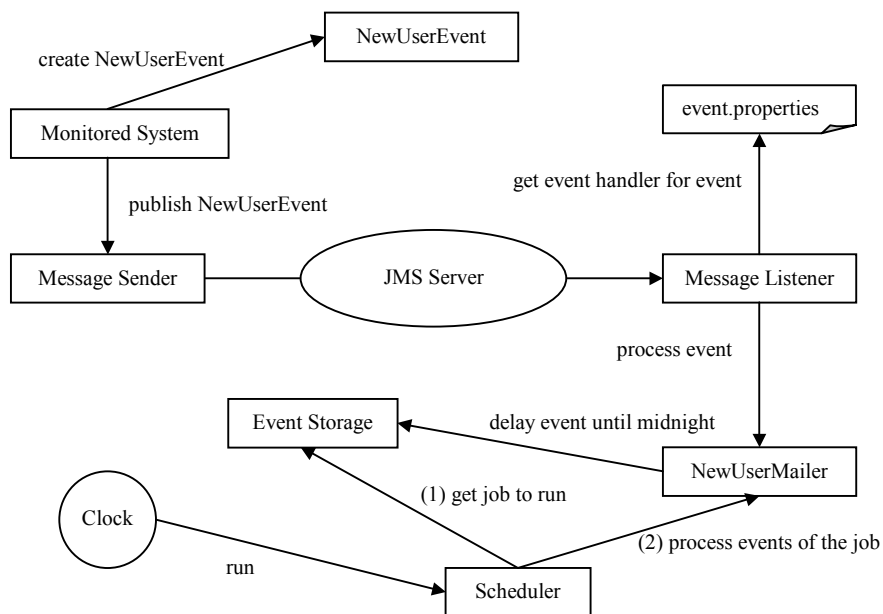 NewUserEvent
create NewUserEvent
event.properties
Monitored System
get event handler for event
publish NewUserEvent
Message Sender
JMS Server
Message Listener
process event
Event Storage
delay event until midnight
NewUserMailer
(1) get job to run
Clock
(2) process events of the job
run
Scheduler